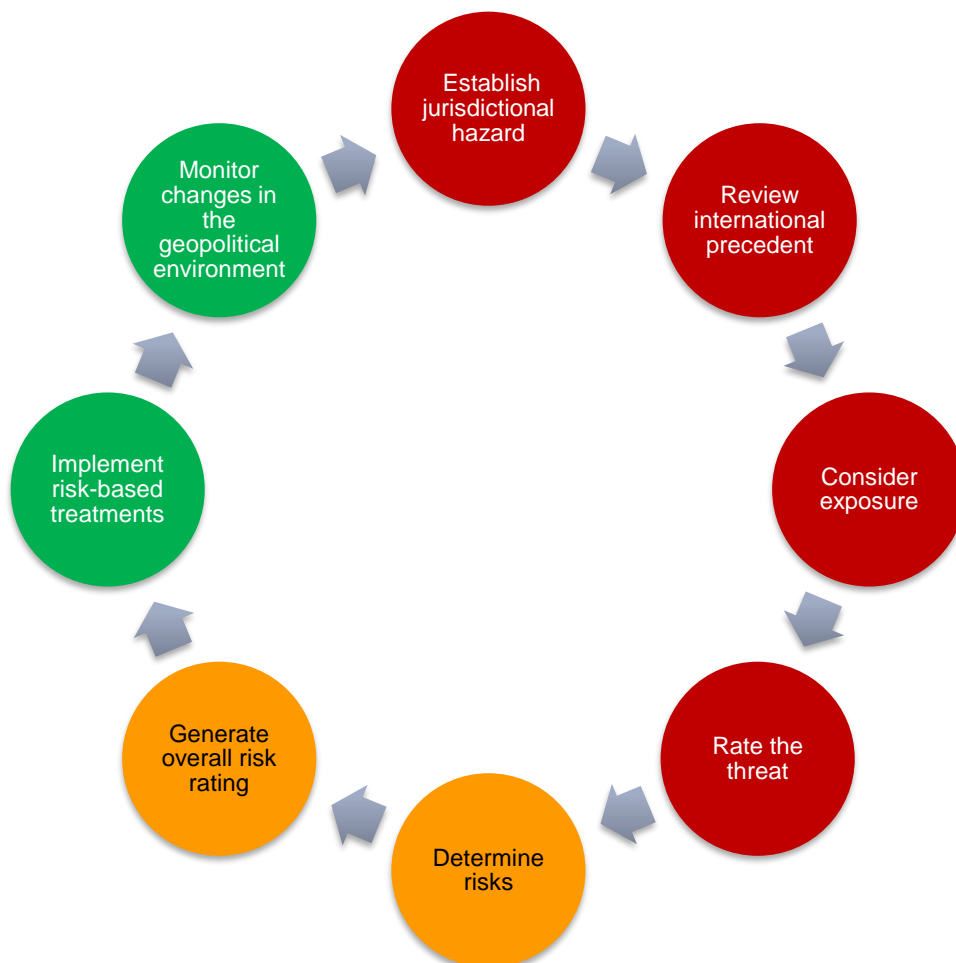 Establish
jurisdictional
hazard
Review
international
precedent
Consider
exposure
Rate the
threat
Determine
risks
Generate
overall risk
rating
Implement
risk-based
treatments
Monitor
changes in
the
geopolitical
environment